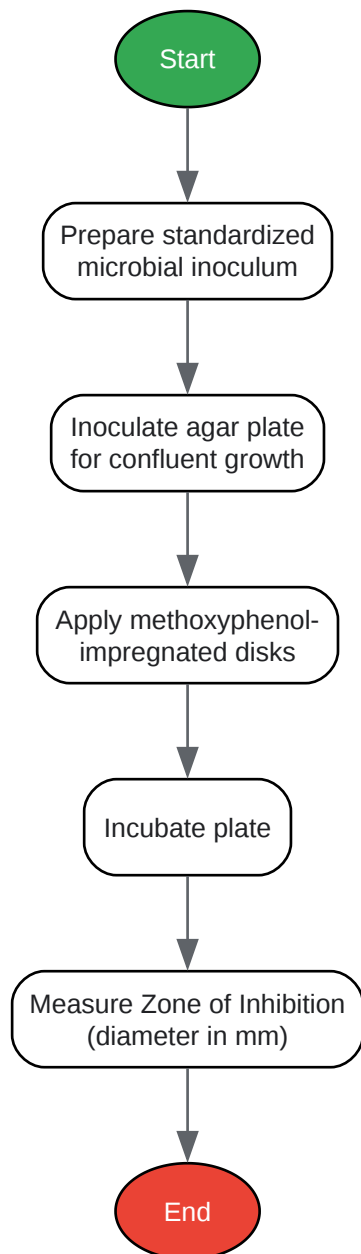 Start
Prepare standardized
microbial inoculum
Inoculate agar plate
for confluent growth
Apply methoxyphenol-
impregnated disks
Incubate plate
Measure Zone of Inhibition
(diameter in mm)
End